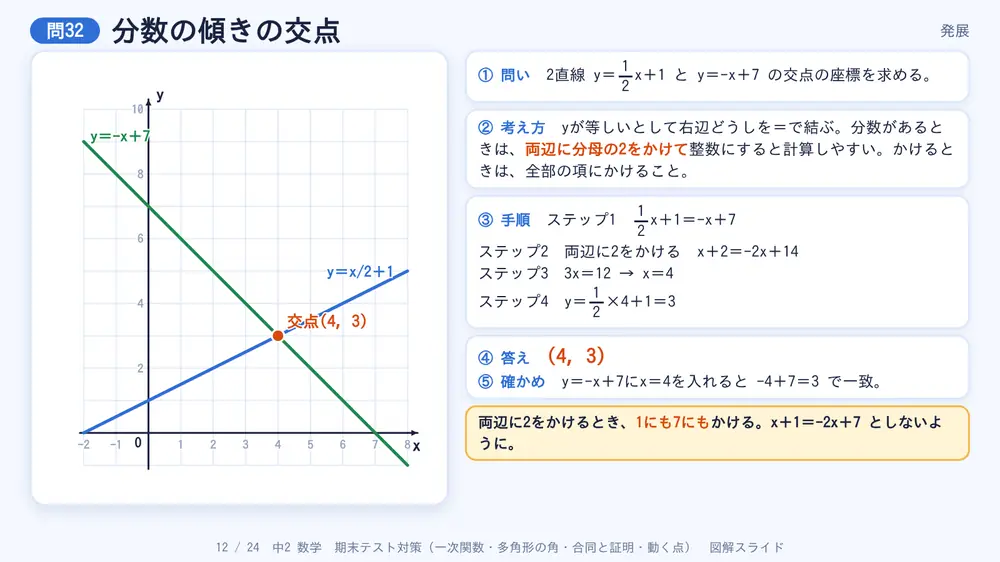 問32 分数の傾きの交点
発展
y
10
y＝-x＋7
8
6
y＝x/2＋1
4
交点(4, 3)
2
-2 -1 0 1 2 3 4 5 6 7 8 x
① 問い 2直線 y＝1/2x＋1 と y＝-x＋7 の交点の座標を求める。
② 考え方 yが等しいとして右辺どうしを＝で結ぶ。分数があると
きは、両辺に分母の2をかけて整数にすると計算しやすい。かけると
きは、全部の項にかけること。
③ 手順 ステップ1 1/2x＋1＝-x＋7
ステップ2 両辺に2をかける x＋2＝-2x＋14
ステップ3 3x＝12 → x＝4
ステップ4 y＝1/2×4＋1＝3
④ 答え (4, 3)
⑤ 確かめ y＝-x＋7にx＝4を入れると -4＋7＝3 で一致。
両辺に2をかけるとき、1にも7にもかける。x＋1＝-2x＋7 としないよ
うに。
12 / 24 中2 数学 期末テスト対策（一次関数・多角形の角・合同と証明・動く点） 図解スライド